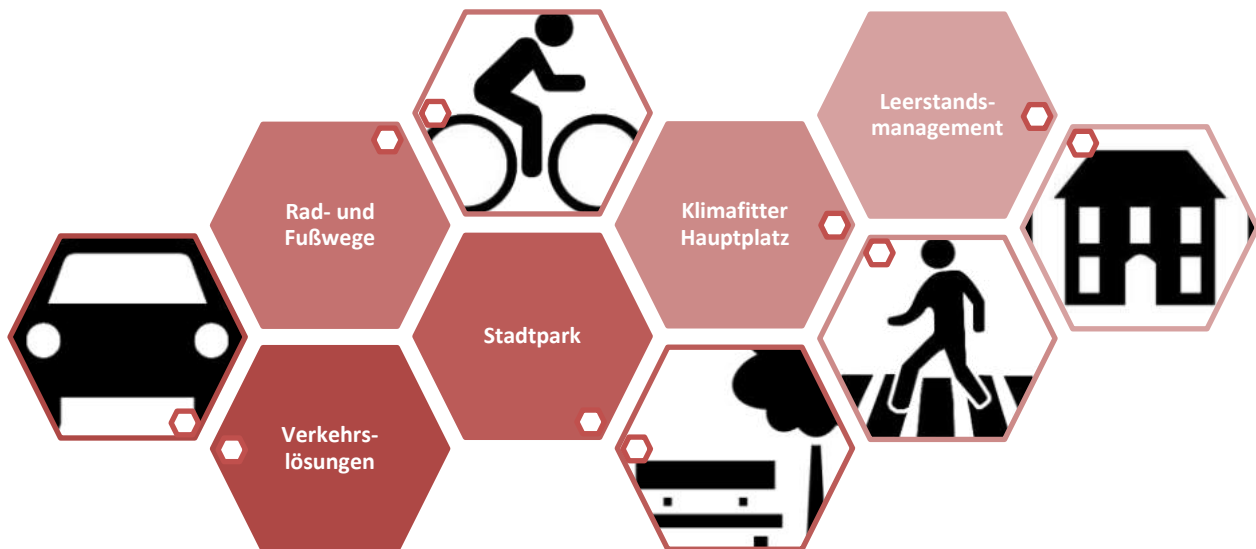 Leerstands-
management
Rad- und
Fußwege
Klimafitter
Hauptplatz
Stadtpark
Verkehrs-
lösungen